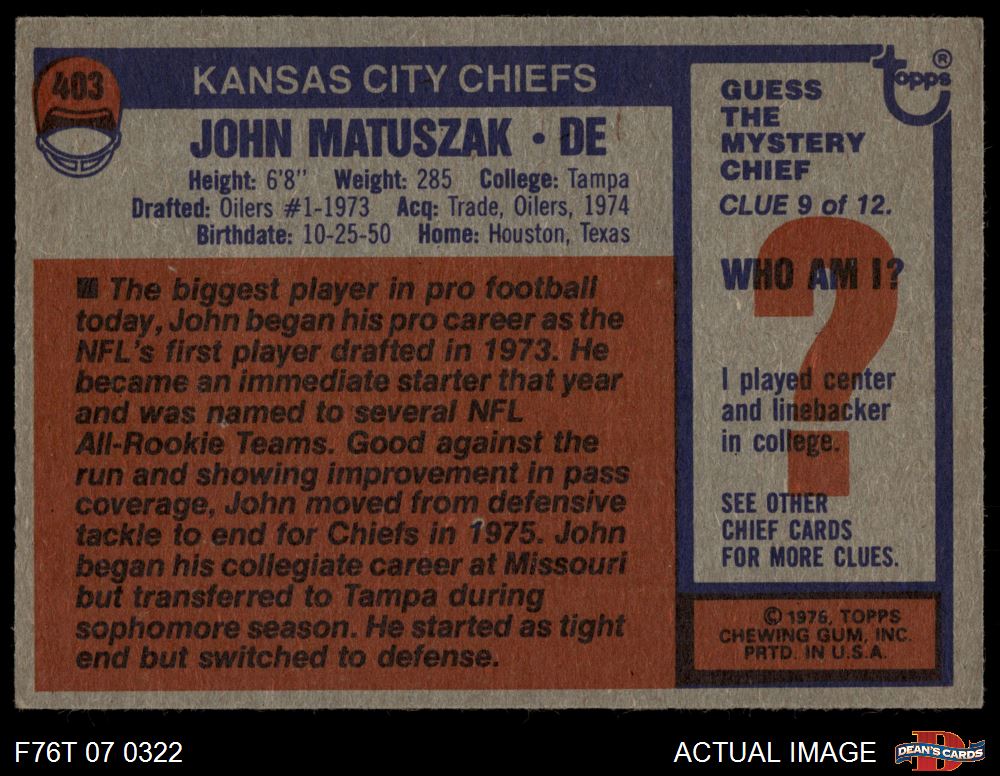 403
KANSAS CITY CHIEFS
JOHN MATUSZAK • DE
Height: 6'8" Weight: 285 College: Tampa
Drafted: Oilers #1-1973 Acq: Trade, Oilers, 1974
Birthdate: 10-25-50 Home: Houston, Texas
The biggest player in pro football
today, John began his pro career as the
NFL's first player drafted in 1973. He
became an immediate starter that year
and was named to several NFL
All-Rookie Teams. Good against the
run and showing improvement in pass
coverage, John moved from defensive
tackle to end for Chiefs in 1975. John
began his collegiate career at Missouri
but transferred to Tampa during
sophomore season. He started as tight
end but switched to defense.
topps ®
GUESS
THE
MYSTERY
CHIEF
CLUE 9 of 12.
WHO AM I?
?
I played center
and linebacker
in college.
SEE OTHER
CHIEF CARDS
FOR MORE CLUES.
© 1976, TOPPS
CHEWING GUM, INC.
PRTD. IN U.S.A.
F76T 07 0322
ACTUAL IMAGE
D
DEAN'S CARDS